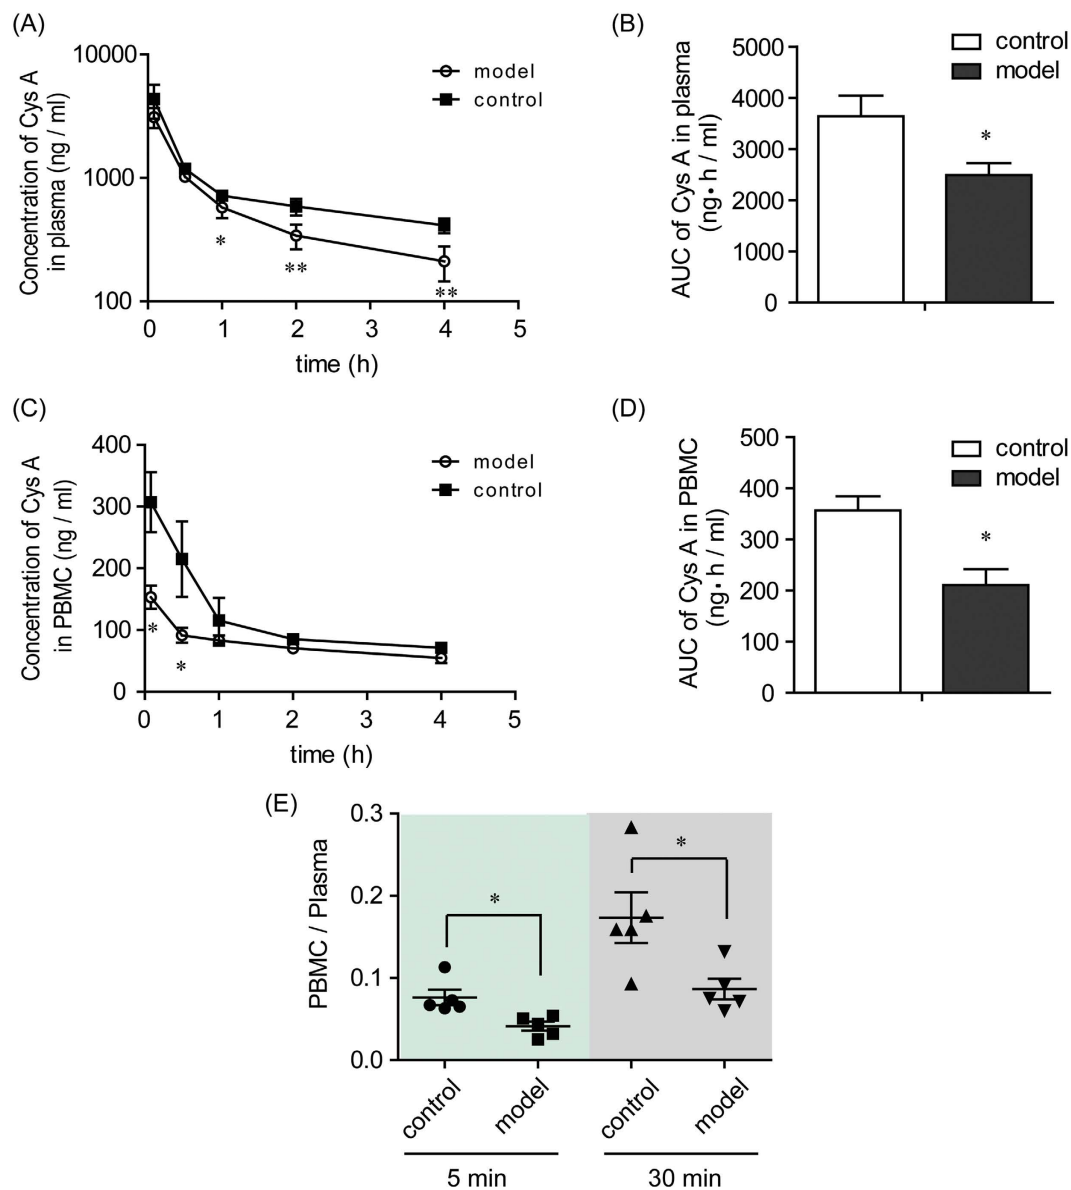 (A)
Concentration of Cys A
in plasma (ng / ml)
10000
1000
100
model
control
*
**
**
0 1 2 3 4 5
time (h)
(B)
AUC of Cys A in plasma
(ng• h / ml)
5000
4000
3000
2000
1000
0
control
model
*
(C)
Concentration of Cys A
in PBMC (ng / ml)
400
300
200
100
0
model
control
*
*
0 1 2 3 4 5
time (h)
(D)
AUC of Cys A in PBMC
(ng• h / ml)
500
400
300
200
100
0
control
model
*
(E)
PBMC / Plasma
0.3
0.2
0.1
0.0
*
*
control model control model
5 min 30 min